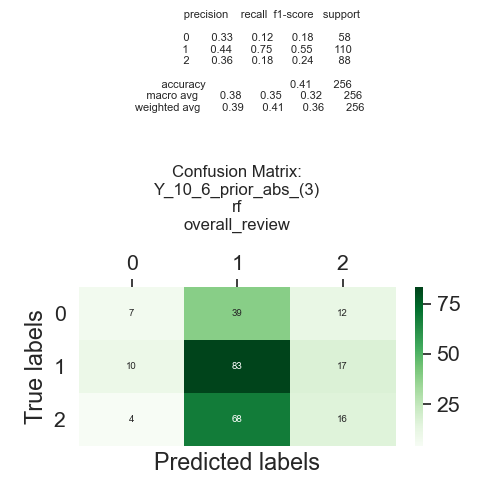 precision recall f1-score support
0 0.33 0.12 0.18 58
1 0.44 0.75 0.55 110
2 0.36 0.18 0.24 88
accuracy 0.41 256
macro avg 0.38 0.35 0.32 256
weighted avg 0.39 0.41 0.36 256
Confusion Matrix:
Y_10_6_prior_abs_(3)
rf
overall_review
0 1 2
0 7 39 12
1 10 83 17
2 4 68 16
True labels
Predicted labels
75
50
25